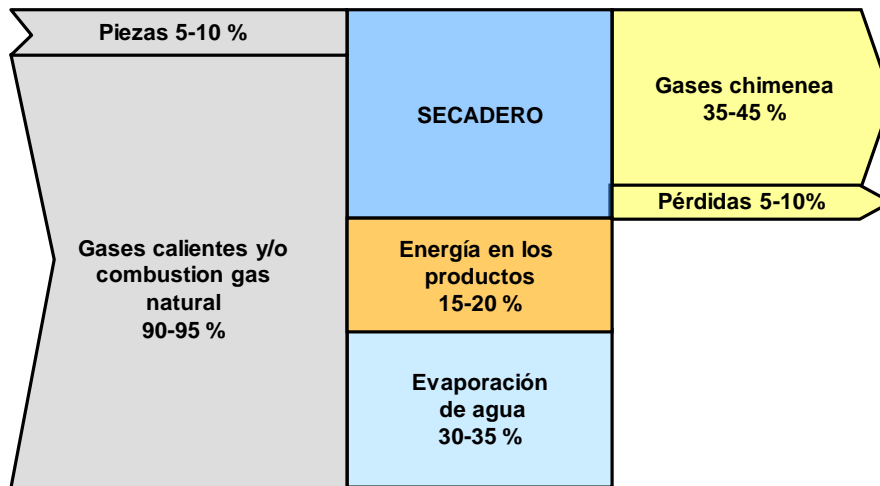 Piezas 5-10 %
SECADERO
Gases chimenea
35-45 %
Pérdidas 5-10%
Gases calientes y/o
combustion gas
natural
90-95 %
Energía en los
productos
15-20 %
Evaporación
de agua
30-35 %